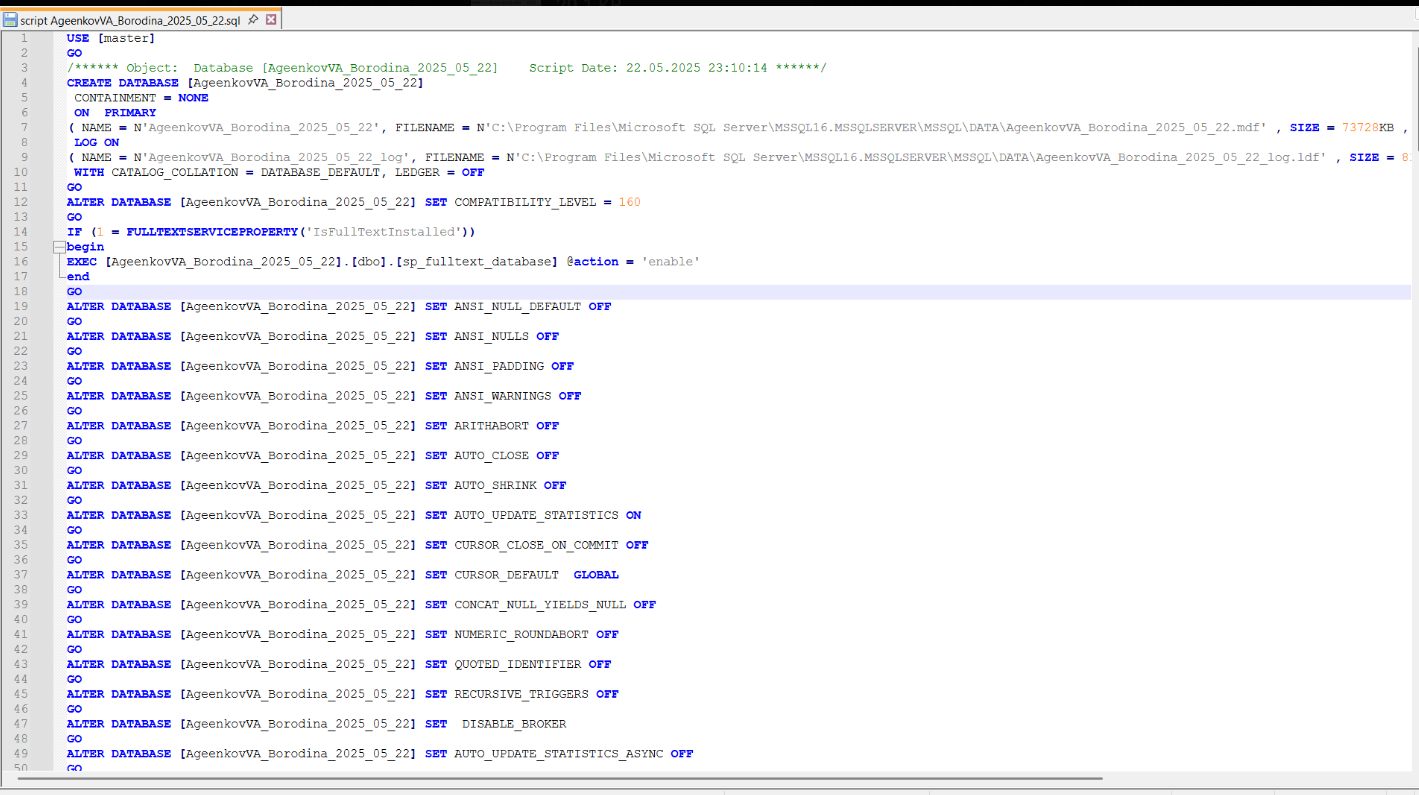 script AgeenkovVA_Borodina_2025_05_22.sql
1 USE [master]
2 GO
3 /****** Object:  Database [AgeenkovVA_Borodina_2025_05_22]    Script Date: 22.05.2025 23:10:14 ******/
4 CREATE DATABASE [AgeenkovVA_Borodina_2025_05_22]
5  CONTAINMENT = NONE
6  ON  PRIMARY
7 ( NAME = N'AgeenkovVA_Borodina_2025_05_22', FILENAME = N'C:\Program Files\Microsoft SQL Server\MSSQL16.MSSQLSERVER\MSSQL\DATA\AgeenkovVA_Borodina_2025_05_22.mdf' , SIZE = 73728KB ,
8  LOG ON
9 ( NAME = N'AgeenkovVA_Borodina_2025_05_22_log', FILENAME = N'C:\Program Files\Microsoft SQL Server\MSSQL16.MSSQLSERVER\MSSQL\DATA\AgeenkovVA_Borodina_2025_05_22_log.ldf' , SIZE = 8
10  WITH CATALOG_COLLATION = DATABASE_DEFAULT, LEDGER = OFF
11 GO
12 ALTER DATABASE [AgeenkovVA_Borodina_2025_05_22] SET COMPATIBILITY_LEVEL = 160
13 GO
14 IF (1 = FULLTEXTSERVICEPROPERTY('IsFullTextInstalled'))
15 begin
16 EXEC [AgeenkovVA_Borodina_2025_05_22].[dbo].[sp_fulltext_database] @action = 'enable'
17 end
18 GO
19 ALTER DATABASE [AgeenkovVA_Borodina_2025_05_22] SET ANSI_NULL_DEFAULT OFF
20 GO
21 ALTER DATABASE [AgeenkovVA_Borodina_2025_05_22] SET ANSI_NULLS OFF
22 GO
23 ALTER DATABASE [AgeenkovVA_Borodina_2025_05_22] SET ANSI_PADDING OFF
24 GO
25 ALTER DATABASE [AgeenkovVA_Borodina_2025_05_22] SET ANSI_WARNINGS OFF
26 GO
27 ALTER DATABASE [AgeenkovVA_Borodina_2025_05_22] SET ARITHABORT OFF
28 GO
29 ALTER DATABASE [AgeenkovVA_Borodina_2025_05_22] SET AUTO_CLOSE OFF
30 GO
31 ALTER DATABASE [AgeenkovVA_Borodina_2025_05_22] SET AUTO_SHRINK OFF
32 GO
33 ALTER DATABASE [AgeenkovVA_Borodina_2025_05_22] SET AUTO_UPDATE_STATISTICS ON
34 GO
35 ALTER DATABASE [AgeenkovVA_Borodina_2025_05_22] SET CURSOR_CLOSE_ON_COMMIT OFF
36 GO
37 ALTER DATABASE [AgeenkovVA_Borodina_2025_05_22] SET CURSOR_DEFAULT  GLOBAL
38 GO
39 ALTER DATABASE [AgeenkovVA_Borodina_2025_05_22] SET CONCAT_NULL_YIELDS_NULL OFF
40 GO
41 ALTER DATABASE [AgeenkovVA_Borodina_2025_05_22] SET NUMERIC_ROUNDABORT OFF
42 GO
43 ALTER DATABASE [AgeenkovVA_Borodina_2025_05_22] SET QUOTED_IDENTIFIER OFF
44 GO
45 ALTER DATABASE [AgeenkovVA_Borodina_2025_05_22] SET RECURSIVE_TRIGGERS OFF
46 GO
47 ALTER DATABASE [AgeenkovVA_Borodina_2025_05_22] SET  DISABLE_BROKER
48 GO
49 ALTER DATABASE [AgeenkovVA_Borodina_2025_05_22] SET AUTO_UPDATE_STATISTICS_ASYNC OFF
50 GO